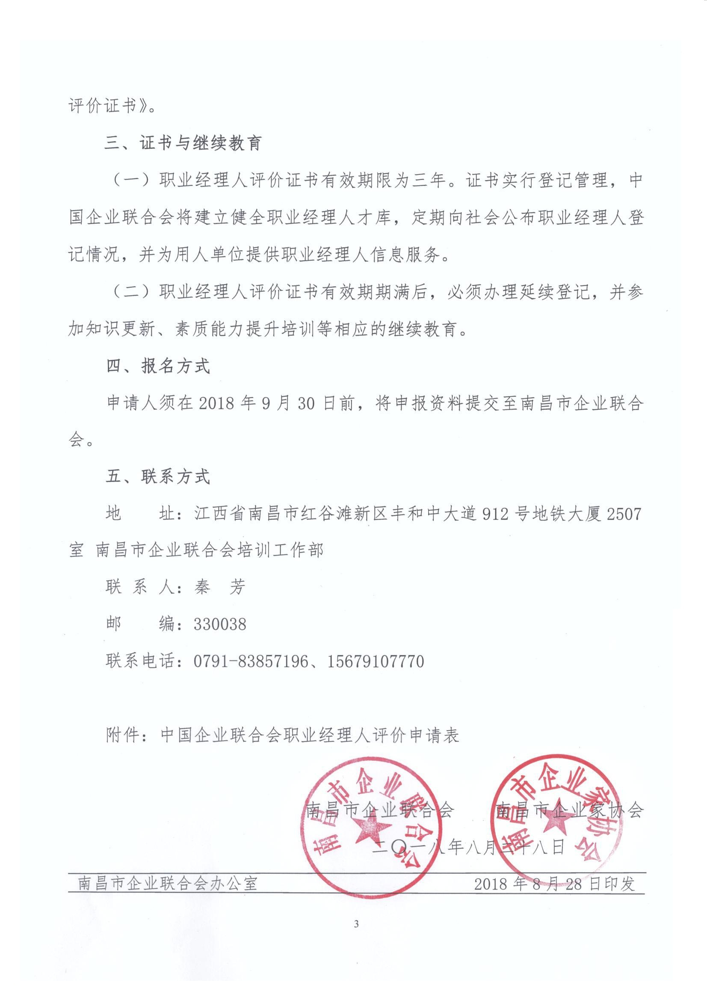 评价证书》。
三、证书与继续教育
（一）职业经理人评价证书有效期限为三年。证书实行登记管理，中
国企业联合会将建立健全职业经理人才库，定期向社会公布职业经理人登
记情况，并为用人单位提供职业经理人信息服务。
（二）职业经理人评价证书有效期期满后，必须办理延续登记，并参
加知识更新、素质能力提升培训等相应的继续教育。
四、报名方式
申请人须在 2018 年 9 月 30 日前，将申报资料提交至南昌市企业联合
会。
五、联系方式
地　　址：江西省南昌市红谷滩新区丰和中大道 912 号地铁大厦 2507
室 南昌市企业联合会培训工作部
联 系 人：秦　芳
邮　　编：330038
联系电话：0791-83857196、15679107770
附件：中国企业联合会职业经理人评价申请表
南昌市企业联合会
南昌市企业家协会
南昌市企业联合会　　南昌市企业家协会
二〇一八年八月二十八日
南昌市企业联合会办公室　　2018 年 8 月 28 日印发
3